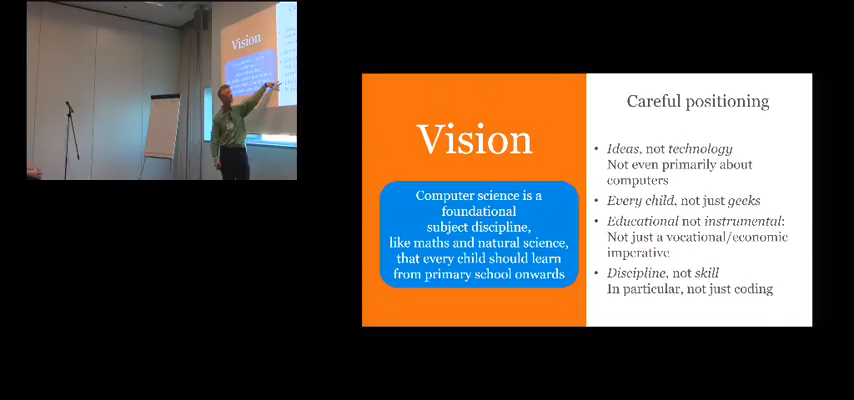 Vision
Vision
Computer science is a
foundational
subject discipline,
like maths and natural science,
that every child should learn
from primary school onwards
Careful positioning
• Ideas, not technology
Not even primarily about
computers
• Every child, not just geeks
• Educational not instrumental:
Not just a vocational/economic
imperative
• Discipline, not skill
In particular, not just coding